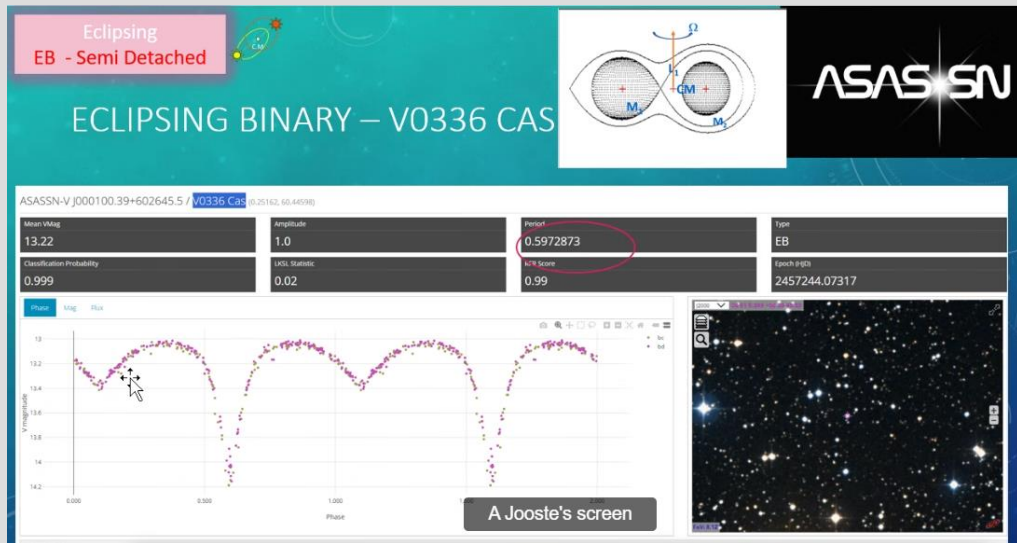 Eclipsing
EB - Semi Detached
C.M
ECLIPSING BINARY – V0336 CAS
Ω
L1
CM
M1
M2
ASAS-SN
ASASSN-V J000100.39+602645.5 / V0336 Cas (0.25162, 60.44598)
Mean VMag
13.22
Amplitude
1.0
Period
0.5972873
Type
EB
Classification Probability
0.999
LKSL Statistic
0.02
Score
0.99
Epoch (HJD)
2457244.07317
Phase Mag Flux
bc
bd
13
13.2
13.4
13.6
13.8
14
14.2
V magnitude
0.000 0.500 1.000 2.000
Phase
A Jooste's screen